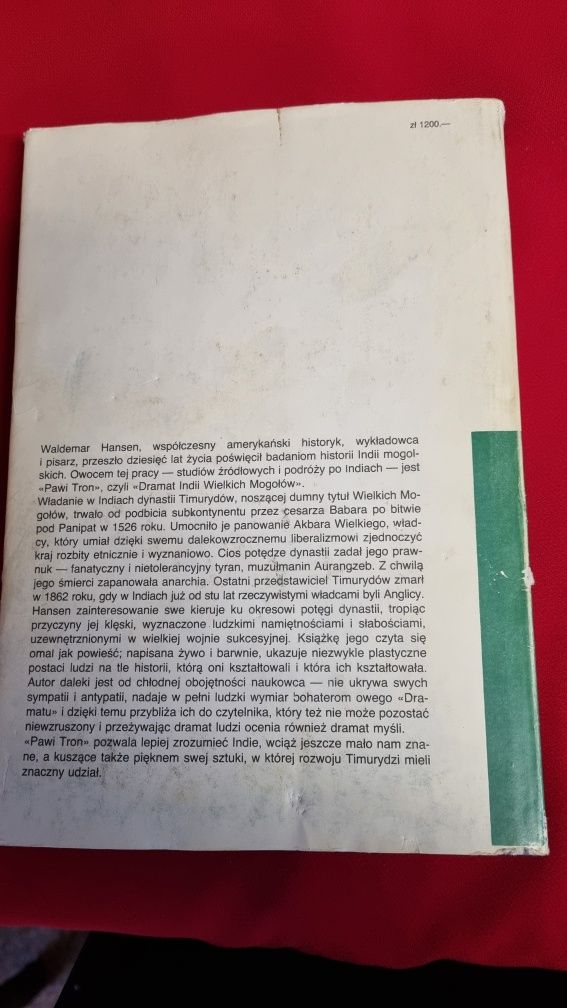 zł 1200.—
Waldemar Hansen, współczesny amerykański historyk, wykładowca
i pisarz, przeszło dziesięć lat życia poświęcił badaniom historii Indii mogol-
skich. Owocem tej pracy — studiów źródłowych i podróży po Indiach — jest
«Pawi Tron», czyli «Dramat Indii Wielkich Mogołów».
Władanie w Indiach dynastii Timurydów, noszącej dumny tytuł Wielkich Mo-
gołów, trwało od podbicia subkontynentu przez cesarza Babara po bitwie
pod Panipat w 1526 roku. Umocniło je panowanie Akbara Wielkiego, wład-
cy, który umiał dzięki swemu dalekowzrocznemu liberalizmowi zjednoczyć
kraj rozbity etnicznie i wyznaniowo. Cios potędze dynastii zadał jego praw-
nuk — fanatyczny i nietolerancyjny tyran, muzułmanin Aurangzeb. Z chwilą
jego śmierci zapanowała anarchia. Ostatni przedstawiciel Timurydów zmarł
w 1862 roku, gdy w Indiach już od stu lat rzeczywistymi władcami byli Anglicy.
Hansen zainteresowanie swe kieruje ku okresowi potęgi dynastii, tropiąc
przyczyny jej klęski, wyznaczone ludzkimi namiętnościami i słabościami,
uzewnętrznionymi w wielkiej wojnie sukcesyjnej. Książkę jego czyta się
omal jak powieść; napisana żywo i barwnie, ukazuje niezwykle plastyczne
postaci ludzi na tle historii, którą oni kształtowali i która ich kształtowała.
Autor daleki jest od chłodnej obojętności naukowca — nie ukrywa swych
sympatii i antypatii, nadaje w pełni ludzki wymiar bohaterom owego «Dra-
matu» i dzięki temu przybliża ich do czytelnika, który też nie może pozostać
niewzruszony i przeżywając dramat ludzi ocenia również dramat myśli.
«Pawi Tron» pozwala lepiej zrozumieć Indie, wciąż jeszcze mało nam zna-
ne, a kuszące także pięknem swej sztuki, w której rozwoju Timurydzi mieli
znaczny udział.